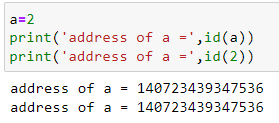 a=2
print('address of a =',id(a))
print('address of a =',id(2))
address of a = 140723439347536
address of a = 140723439347536